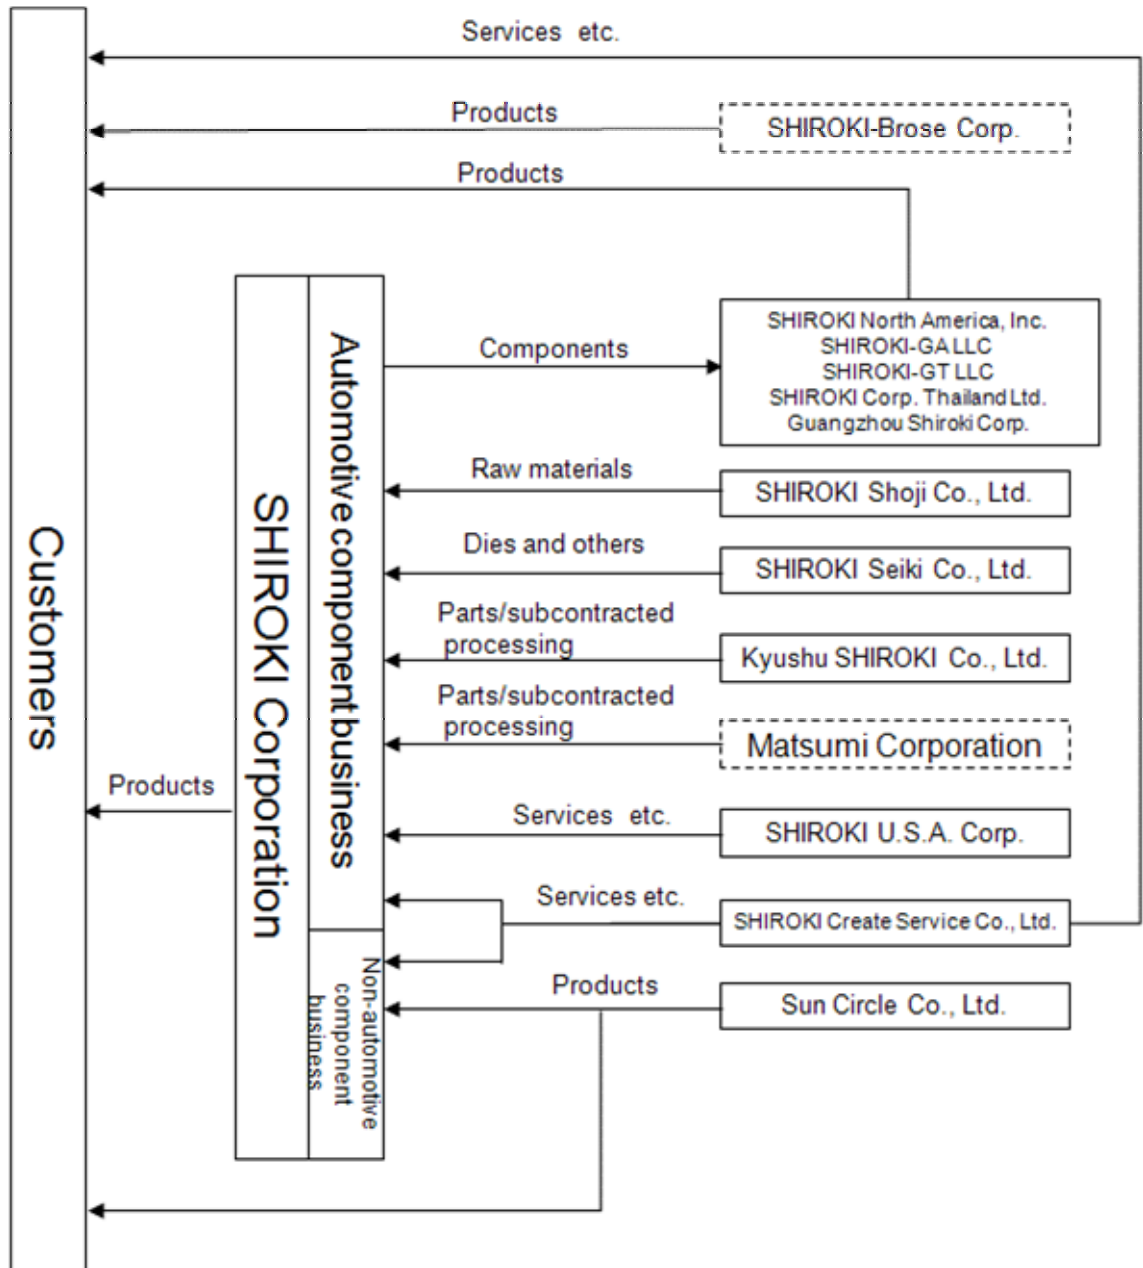 Services etc.
Products
SHIROKI-Brose Corp.
Products
SHIROKI North America, Inc.
SHIROKI-GA LLC
SHIROKI-GT LLC
SHIROKI Corp. Thailand Ltd.
Guangzhou Shiroki Corp.
Components
Raw materials
SHIROKI Shoji Co., Ltd.
Dies and others
SHIROKI Seiki Co., Ltd.
Parts/subcontracted
processing
Kyushu SHIROKI Co., Ltd.
Parts/subcontracted
processing
Matsumi Corporation
Services etc.
SHIROKI U.S.A. Corp.
Services etc.
SHIROKI Create Service Co., Ltd.
Products
Sun Circle Co., Ltd.
Customers
Products
SHIROKI Corporation
Automotive component business
Non-automotive
component
business